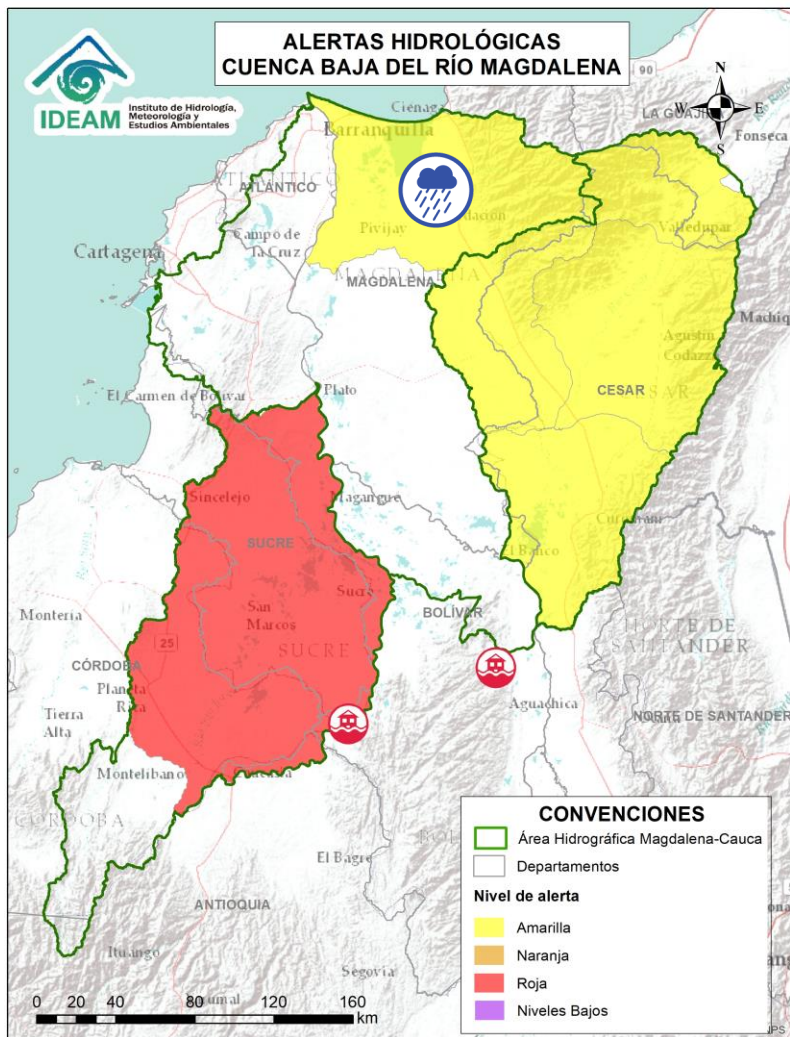 ALERTAS HIDROLÓGICAS
CUENCA BAJA DEL RÍO MAGDALENA
IDEAM
Instituto de Hidrología,
Meteorología y
Estudios Ambientales
N
W
E
S
90
Ciénaga
LA GUAJIRA
Fonseca
Barranquilla
ATLÁNTICO
Pivijay
Valledupar
Campo de
la Cruz
Cartagena
MAGDALENA
Agustín
Codazzi
El Carmen de Bolívar
Plato
CESAR
Sincelejo
Magangué
SUCRE
El Banco
Sucre
San
Marcos
BOLÍVAR
SUCRE
Montería
25
NORTE DE
SANTANDER
CÓRDOBA
Planeta
Rica
Aguachica
Tierra
Alta
NORTE DE SANTANDER
Montelíbano
CÓRDOBA
El Bagre
ANTIOQUIA
Ituango
Segovia
CONVENCIONES
Área Hidrográfica Magdalena-Cauca
Departamentos
Nivel de alerta
Amarilla
Naranja
Roja
Niveles Bajos
0 20 40 80 120 160
km